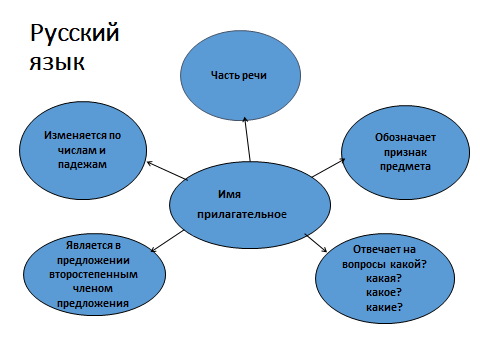 Русский
язык
Часть речи
Изменяется по
числам и
падежам
Обозначает
признак
предмета
Имя
прилагательное
Является в
предложении
второстепенным
членом
предложения
Отвечает на
вопросы какой?
какая?
какое?
какие?